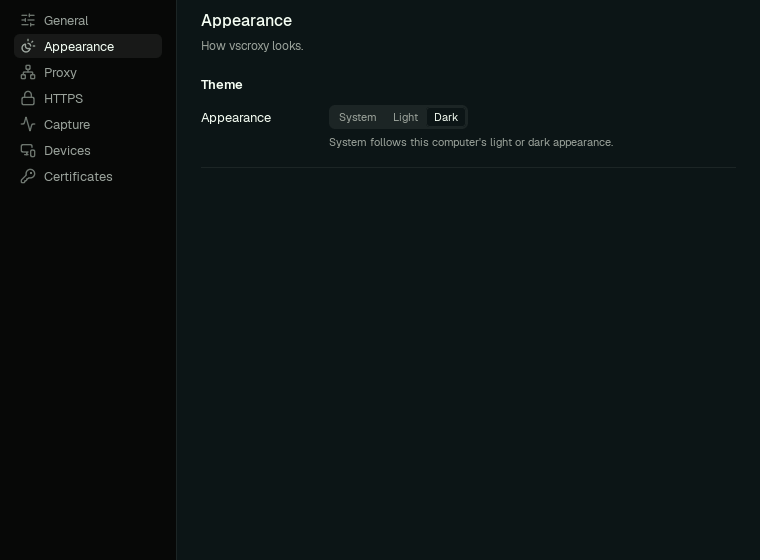 General
Appearance
Proxy
HTTPS
Capture
Devices
Certificates
Appearance
How vscroxy looks.
Theme
Appearance
System Light Dark
System follows this computer's light or dark appearance.